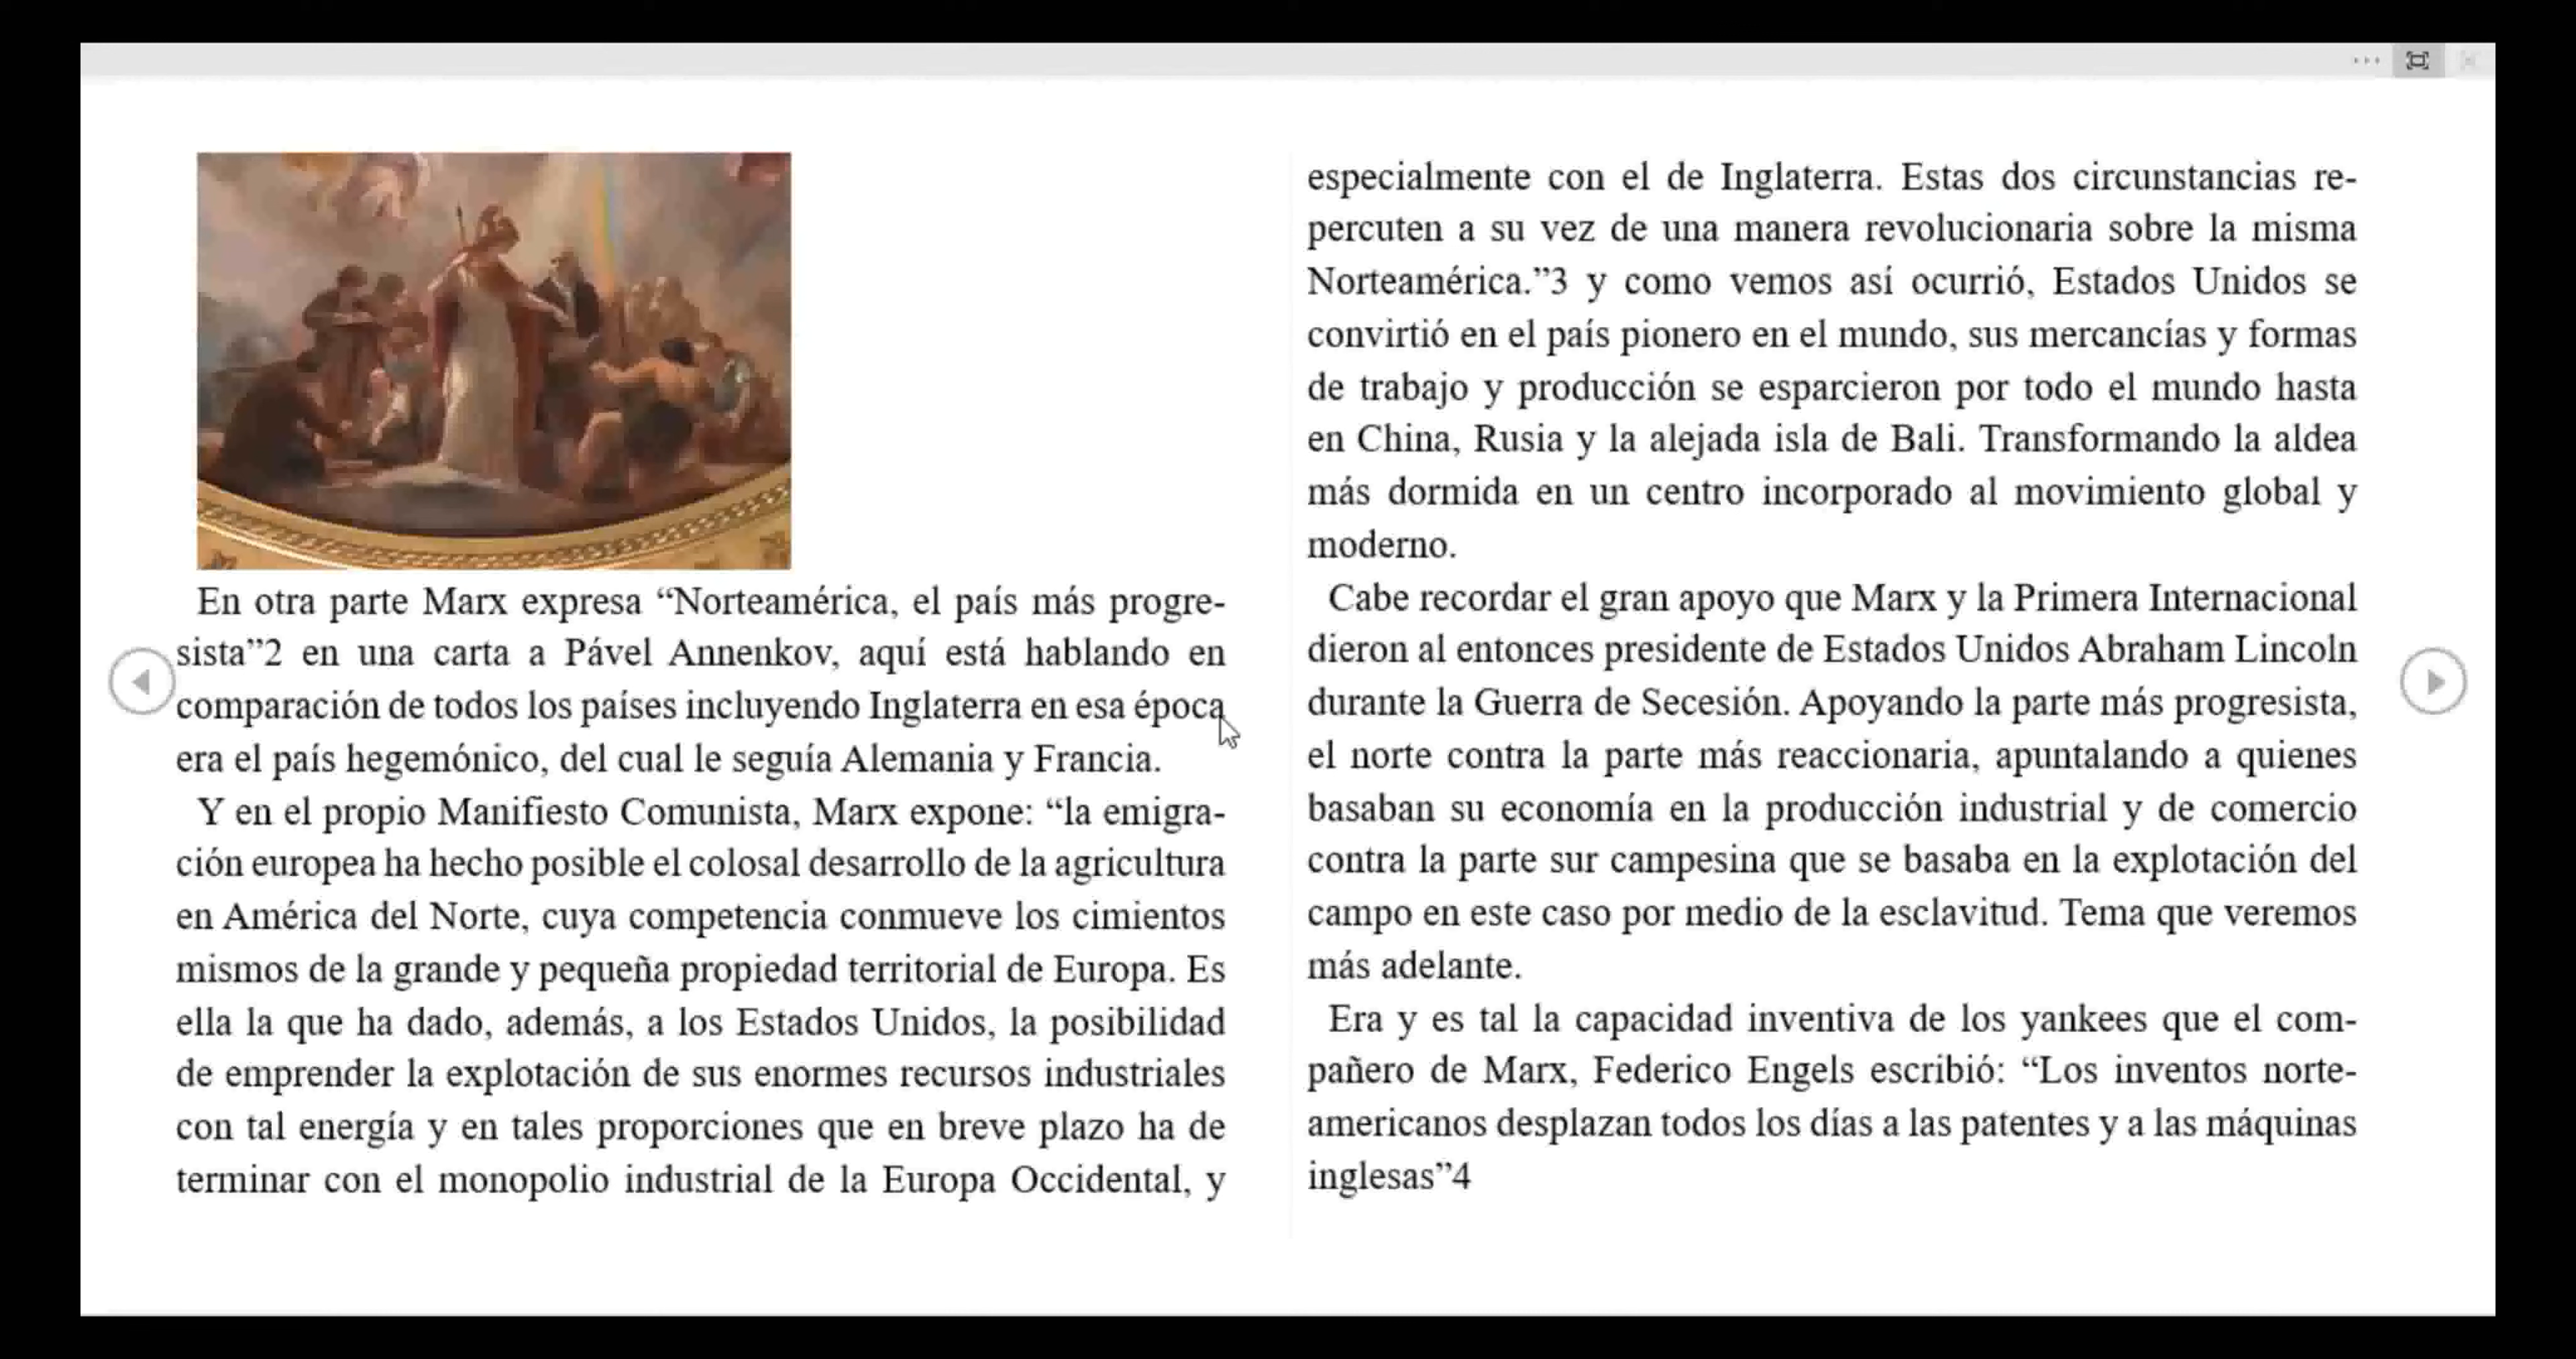 En otra parte Marx expresa “Norteamérica, el país más progre-
sista”2 en una carta a Pável Annenkov, aquí está hablando en
comparación de todos los países incluyendo Inglaterra en esa época
era el país hegemónico, del cual le seguía Alemania y Francia.
Y en el propio Manifiesto Comunista, Marx expone: “la emigra-
ción europea ha hecho posible el colosal desarrollo de la agricultura
en América del Norte, cuya competencia conmueve los cimientos
mismos de la grande y pequeña propiedad territorial de Europa. Es
ella la que ha dado, además, a los Estados Unidos, la posibilidad
de emprender la explotación de sus enormes recursos industriales
con tal energía y en tales proporciones que en breve plazo ha de
terminar con el monopolio industrial de la Europa Occidental, y
especialmente con el de Inglaterra. Estas dos circunstancias re-
percuten a su vez de una manera revolucionaria sobre la misma
Norteamérica.”3 y como vemos así ocurrió, Estados Unidos se
convirtió en el país pionero en el mundo, sus mercancías y formas
de trabajo y producción se esparcieron por todo el mundo hasta
en China, Rusia y la alejada isla de Bali. Transformando la aldea
más dormida en un centro incorporado al movimiento global y
moderno.
Cabe recordar el gran apoyo que Marx y la Primera Internacional
dieron al entonces presidente de Estados Unidos Abraham Lincoln
durante la Guerra de Secesión. Apoyando la parte más progresista,
el norte contra la parte más reaccionaria, apuntalando a quienes
basaban su economía en la producción industrial y de comercio
contra la parte sur campesina que se basaba en la explotación del
campo en este caso por medio de la esclavitud. Tema que veremos
más adelante.
Era y es tal la capacidad inventiva de los yankees que el com-
pañero de Marx, Federico Engels escribió: “Los inventos norte-
americanos desplazan todos los días a las patentes y a las máquinas
inglesas”4